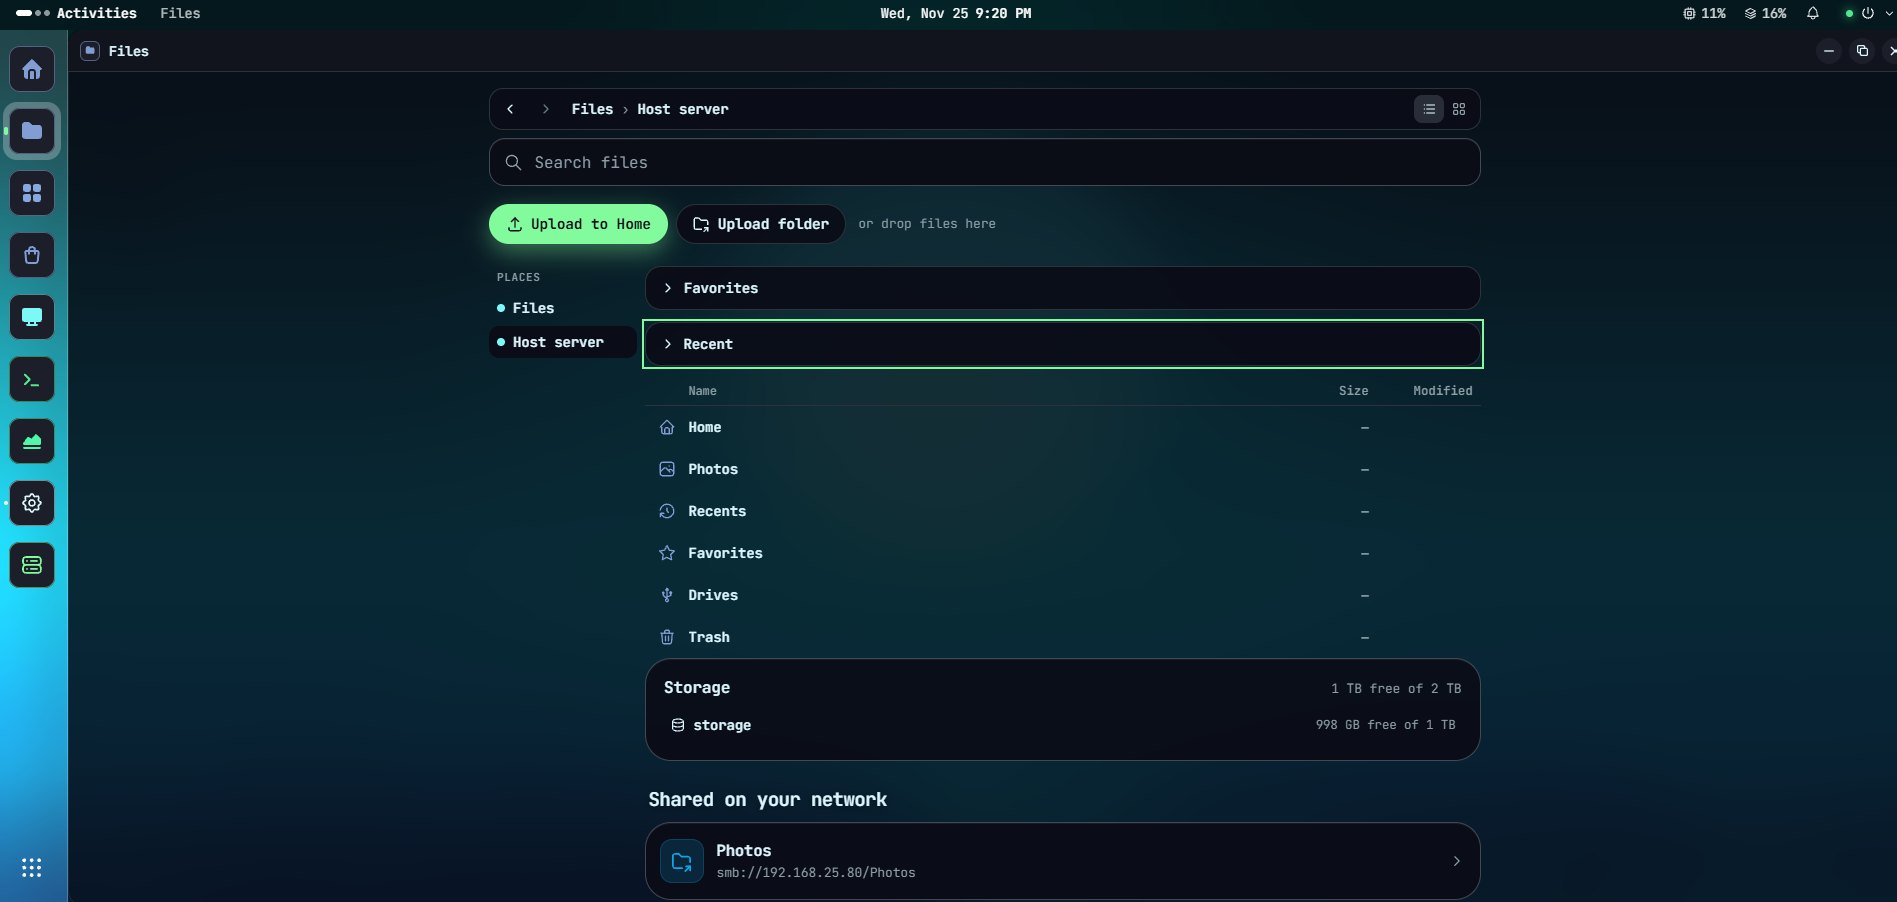 Activities Files Wed, Nov 25 9:20 PM 11% 16%
Files
Files › Host server
Search files
Upload to Home Upload folder or drop files here
PLACES
Files
Host server
Favorites
Recent
Name Size Modified
Home –
Photos –
Recents –
Favorites –
Drives –
Trash –
Storage 1 TB free of 2 TB
storage 998 GB free of 1 TB
Shared on your network
Photos
smb://192.168.25.80/Photos